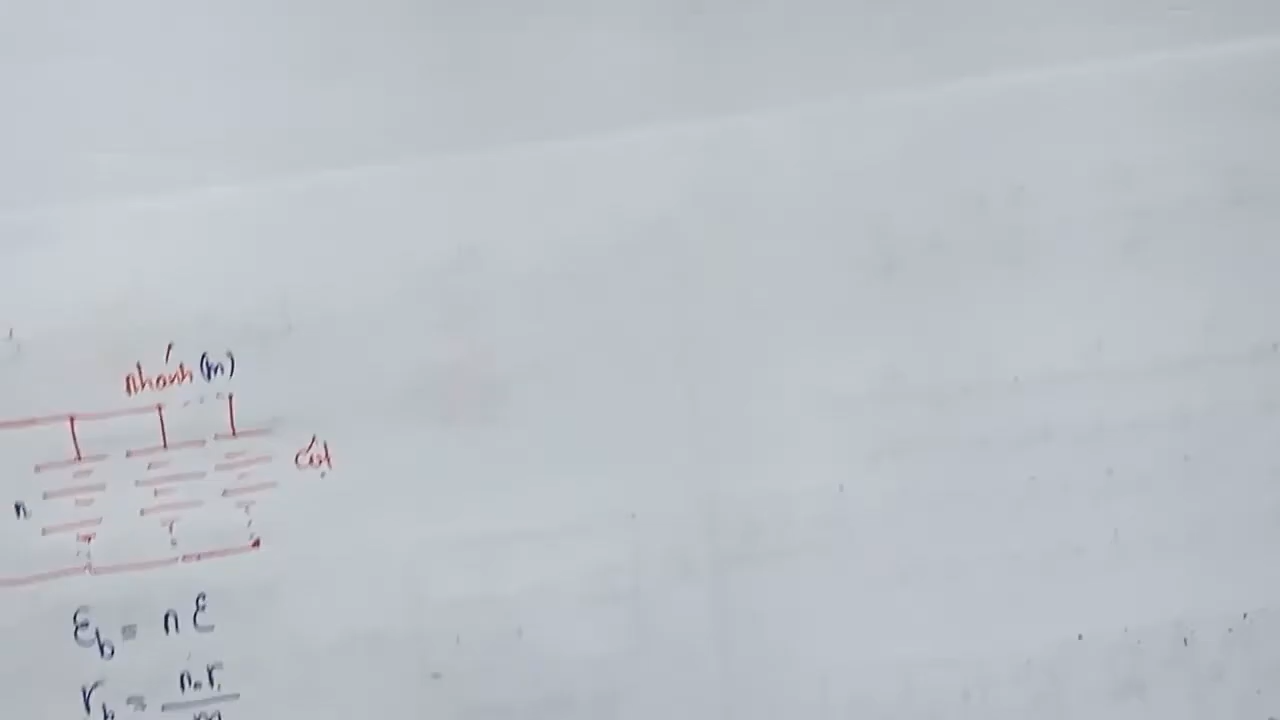 nhánh (m)
cột
n
ℰb = nℰ
rb = n.r
m